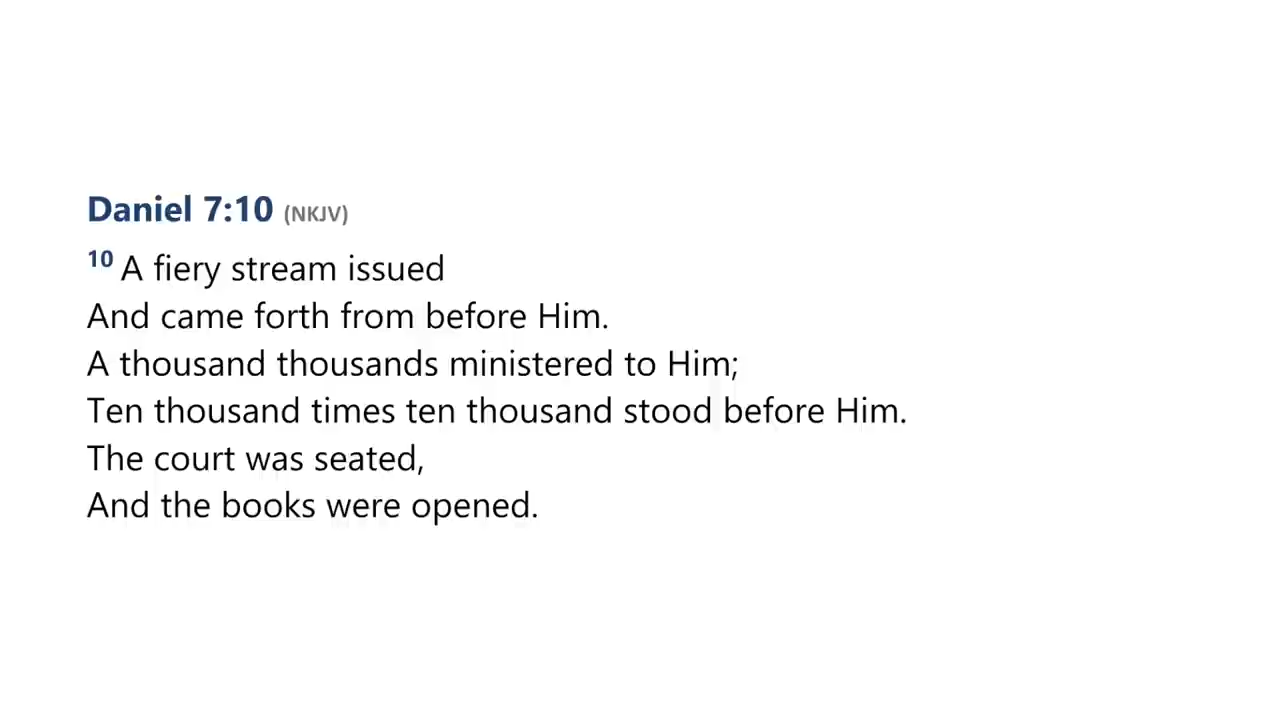 Daniel 7:10 (NKJV)
10 A fiery stream issued
And came forth from before Him.
A thousand thousands ministered to Him;
Ten thousand times ten thousand stood before Him.
The court was seated,
And the books were opened.